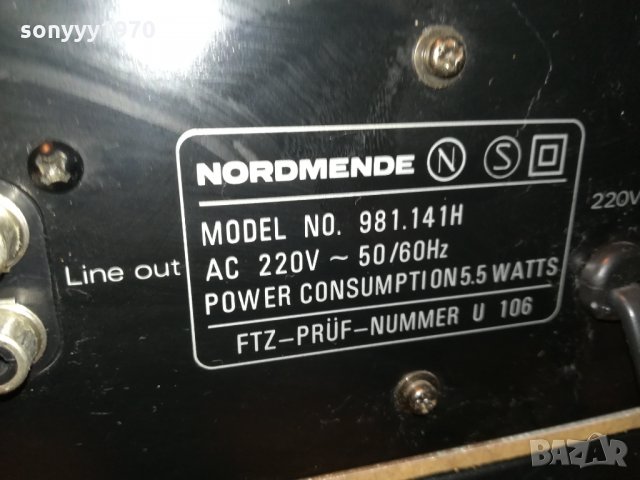 sonyyy1970
NORDMENDE N S
MODEL NO. 981.141H
AC 220V ~ 50/60Hz
POWER CONSUMPTION 5.5 WATTS
FTZ-PRÜF-NUMMER U 106
Line out
220V
BAZAR